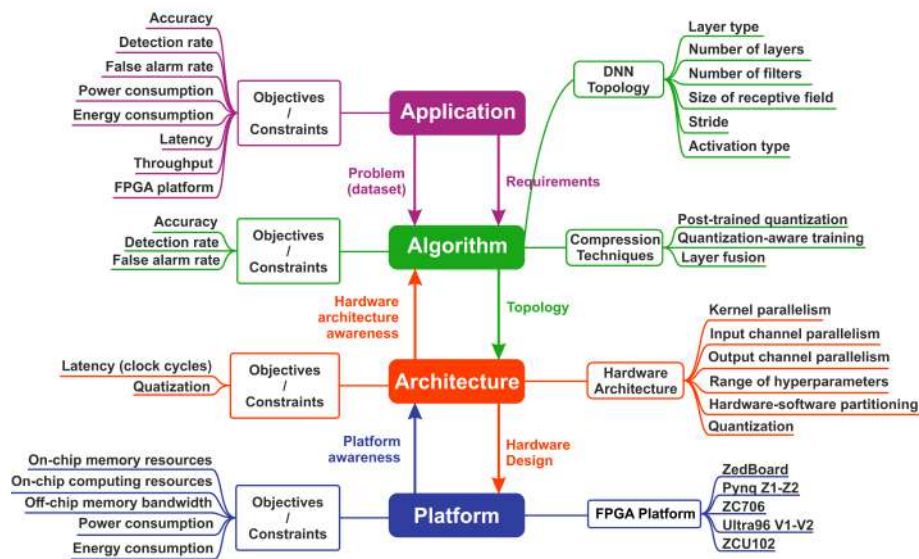 Accuracy
Detection rate
False alarm rate
Power consumption
Energy consumption
Latency
Throughput
FPGA platform
Objectives
/
Constraints
Application
DNN
Topology
Layer type
Number of layers
Number of filters
Size of receptive field
Stride
Activation type
Problem
(dataset)
Requirements
Accuracy
Detection rate
False alarm rate
Objectives
/
Constraints
Algorithm
Compression
Techniques
Post-trained quantization
Quantization-aware training
Layer fusion
Hardware
architecture
awareness
Topology
Latency (clock cycles)
Quatization
Objectives
/
Constraints
Architecture
Hardware
Architecture
Kernel parallelism
Input channel parallelism
Output channel parallelism
Range of hyperparameters
Hardware-software partitioning
Quantization
Platform
awareness
Hardware
Design
On-chip memory resources
On-chip computing resources
Off-chip memory bandwidth
Power consumption
Energy consumption
Objectives
/
Constraints
Platform
FPGA Platform
ZedBoard
Pynq Z1-Z2
ZC706
Ultra96 V1-V2
ZCU102